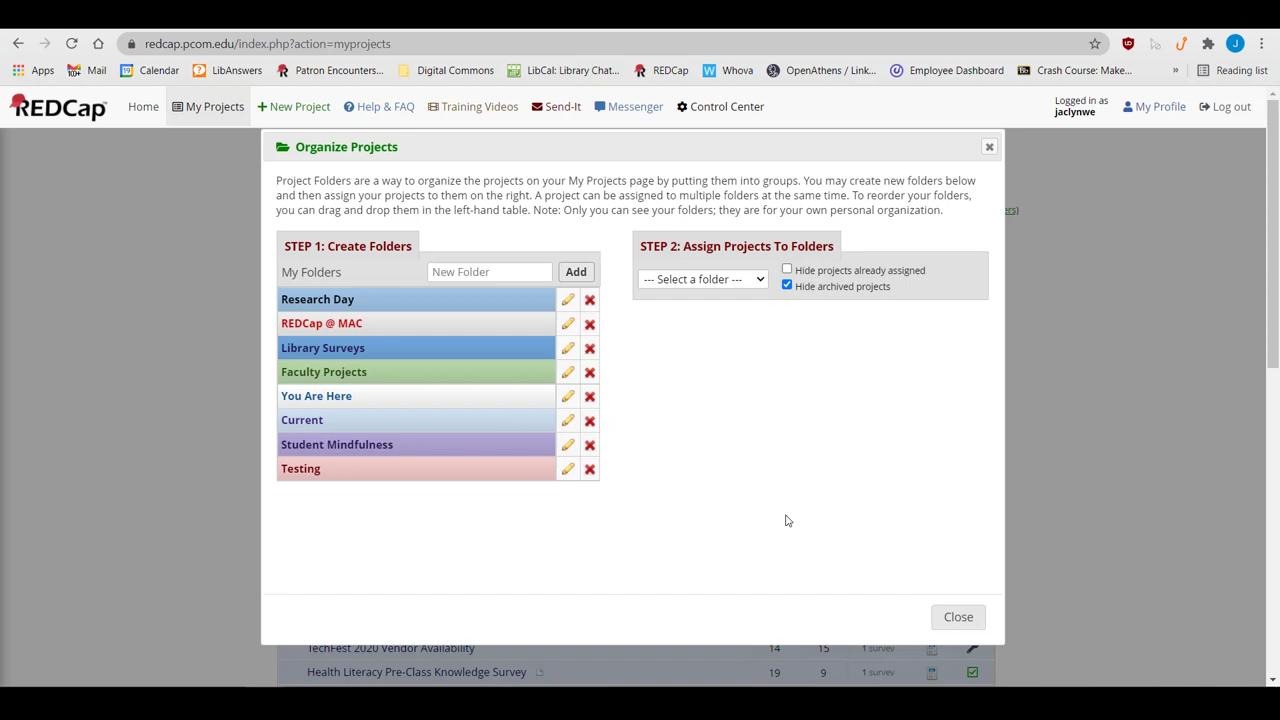 redcap.pcom.edu/index.php?action=myprojects
Apps 10+ Mail Calendar LibAnswers Patron Encounters... Digital Commons LibCal: Library Chat... REDCap Whova OpenAthens / Link... Employee Dashboard Crash Course: Make... » Reading list
REDCap Home My Projects + New Project Help & FAQ Training Videos Send-It Messenger Control Center Logged in as jaclynwe My Profile Log out
Organize Projects
Project Folders are a way to organize the projects on your My Projects page by putting them into groups. You may create new folders below
and then assign your projects to them on the right. A project can be assigned to multiple folders at the same time. To reorder your folders,
you can drag and drop them in the left-hand table. Note: Only you can see your folders; they are for your own personal organization.
STEP 1: Create Folders
My Folders New Folder Add
Research Day
REDCap @ MAC
Library Surveys
Faculty Projects
You Are Here
Current
Student Mindfulness
Testing
STEP 2: Assign Projects To Folders
--- Select a folder ---
Hide projects already assigned
Hide archived projects
Close
TechFest 2020 Vendor Availability 14 15 1 survey
Health Literacy Pre-Class Knowledge Survey 19 9 1 survey